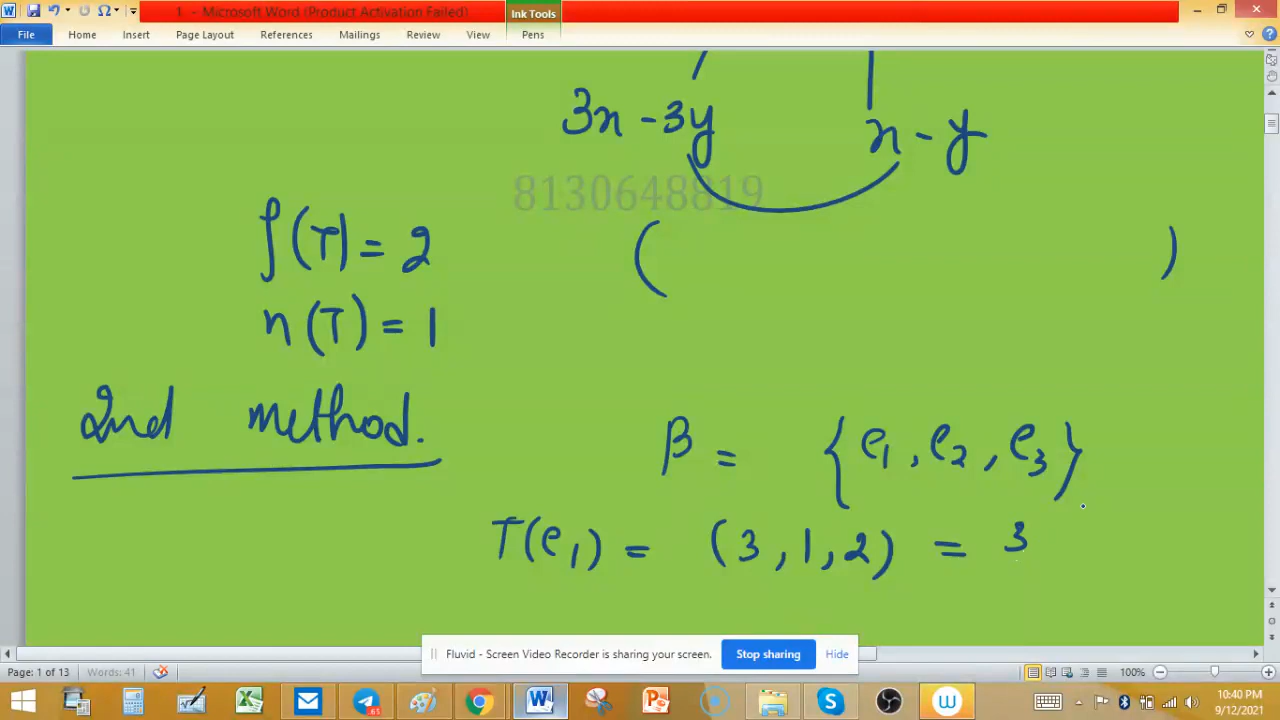 1 - Microsoft Word (Product Activation Failed)
Ink Tools
File Home Insert Page Layout References Mailings Review View Pens
3x - 3y x - y
8130648819
ρ(T) = 2 ( )
n(T) = 1
2nd method.
β = {e1, e2, e3}
T(e1) = (3, 1, 2) = 3
Fluvid - Screen Video Recorder is sharing your screen. Stop sharing Hide
Page: 1 of 13 Words: 41 100%
10:40 PM
9/12/2021